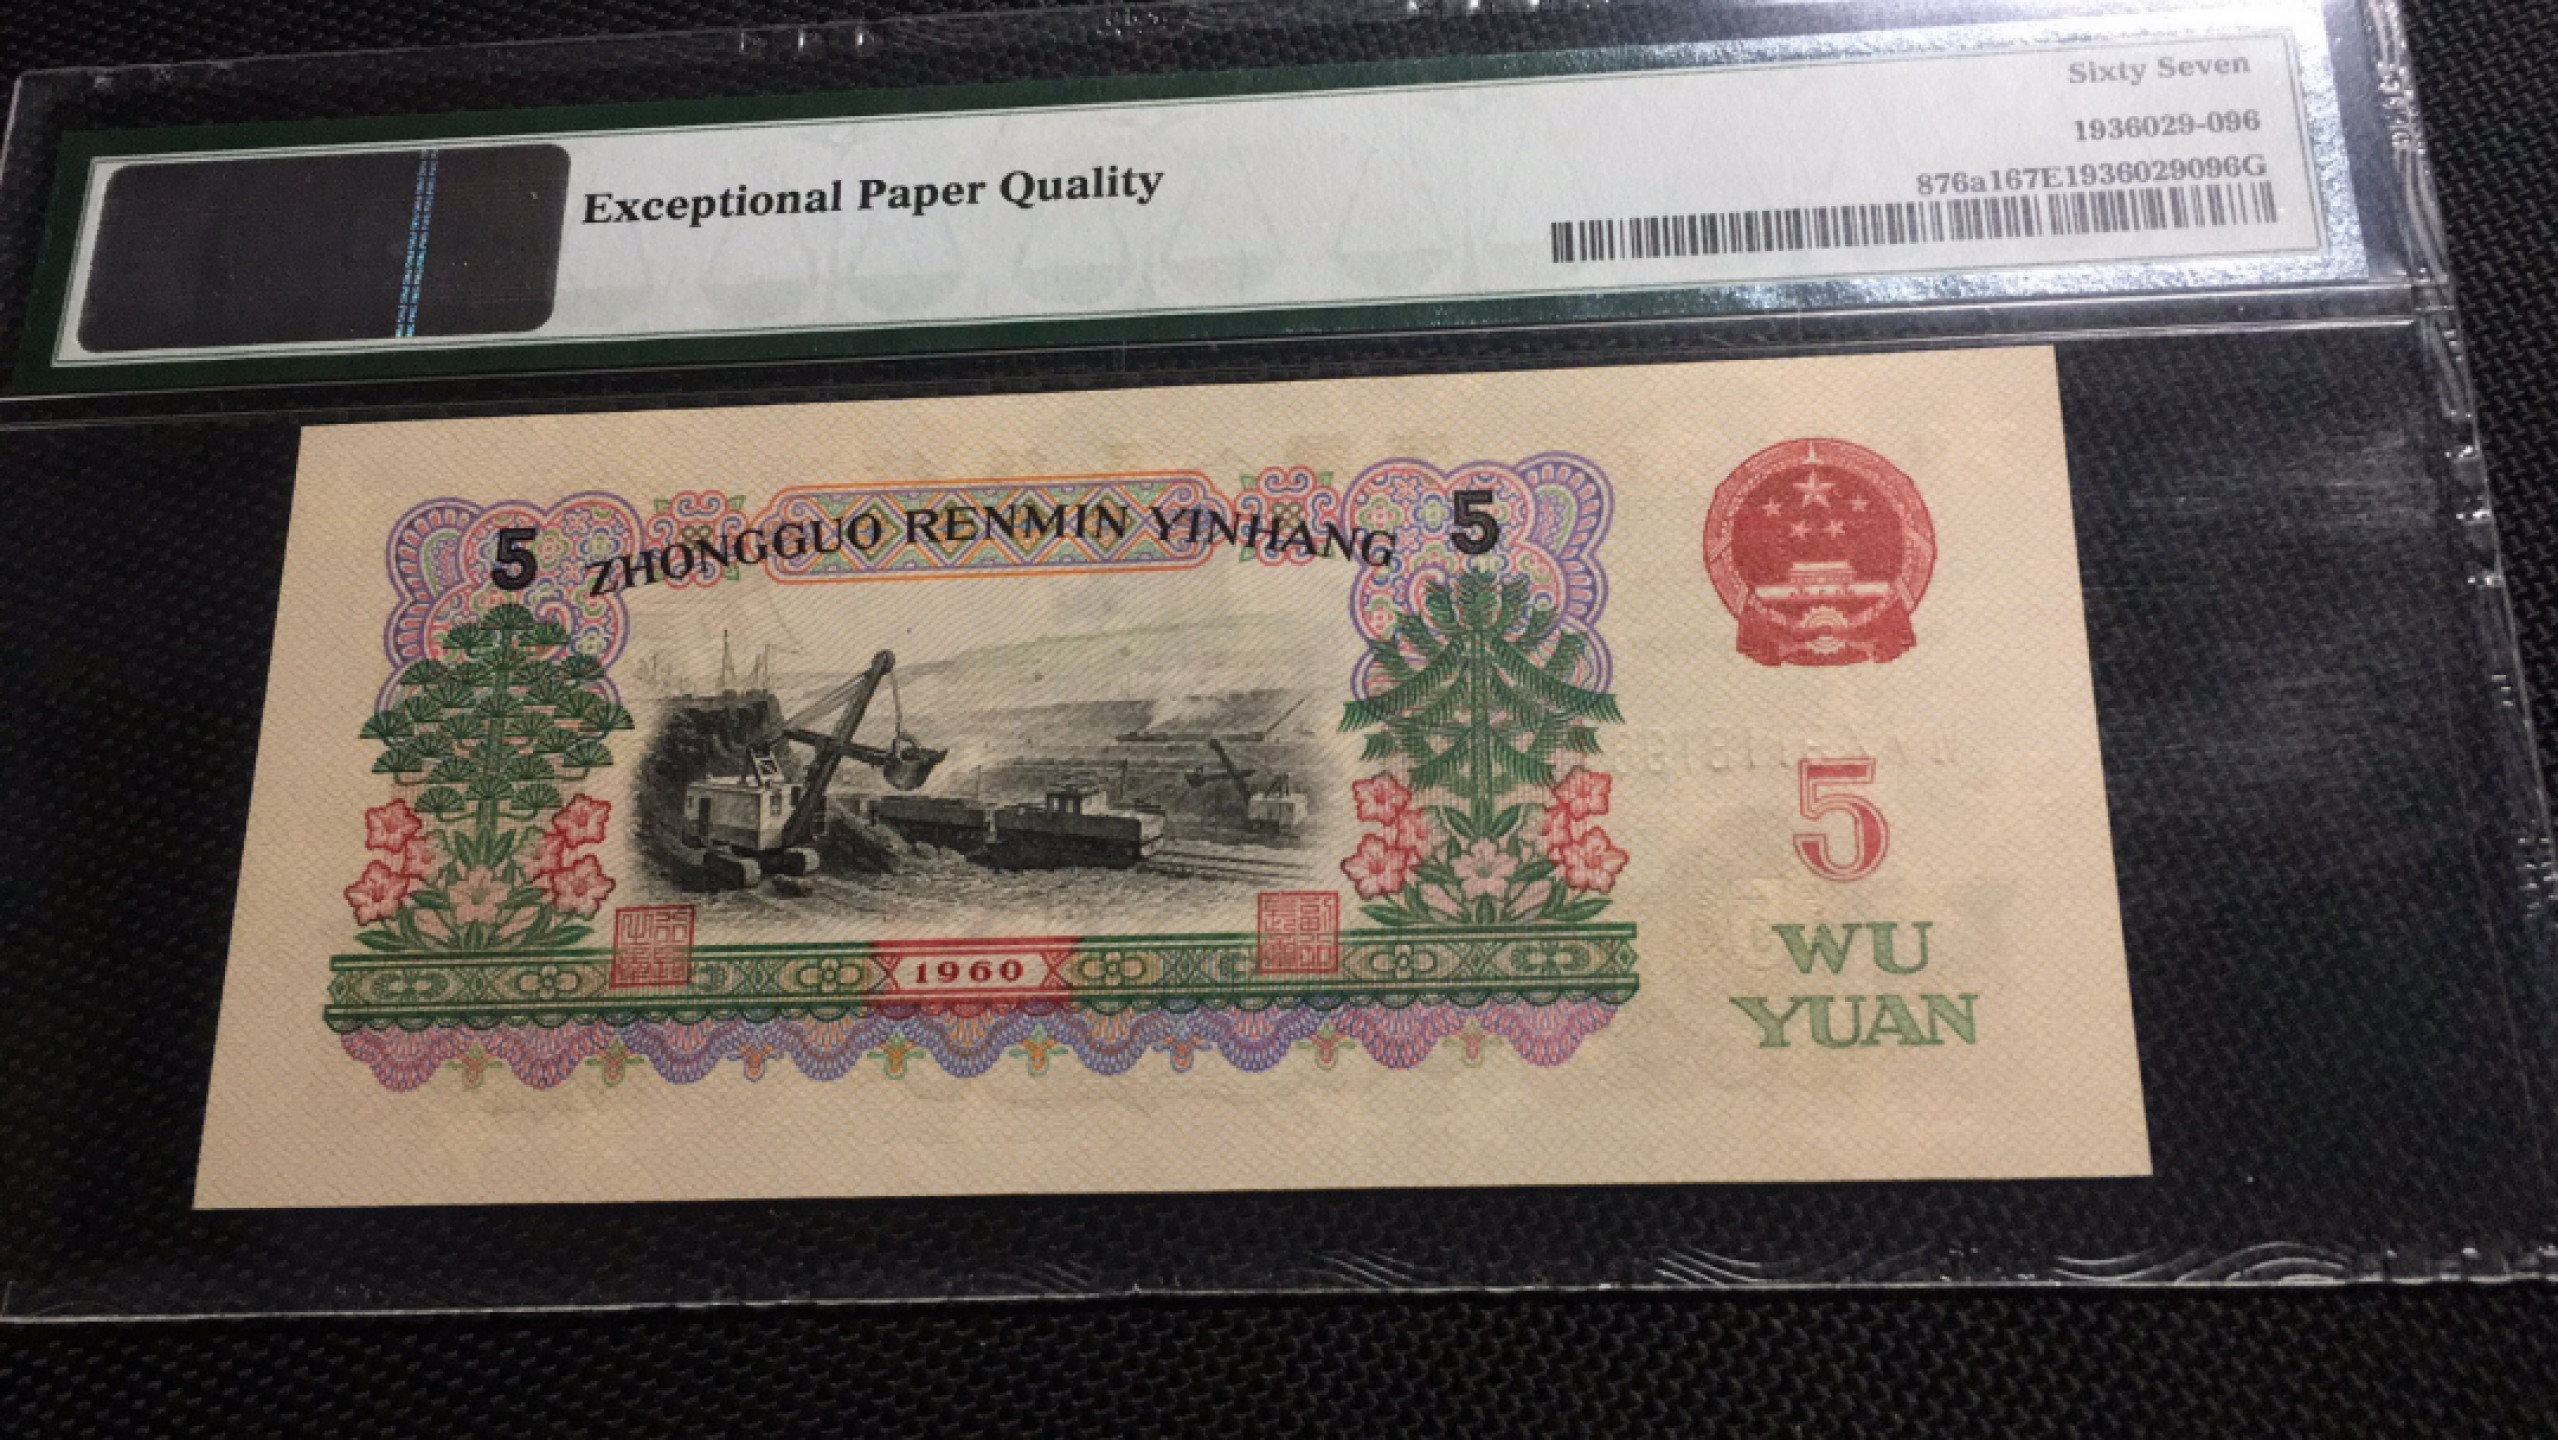 Sixty Seven
1936029-096
876a167E1936029096G
Exceptional Paper Quality
5 ZHONGGUO RENMIN YINHANG 5
5
1960
WU
YUAN